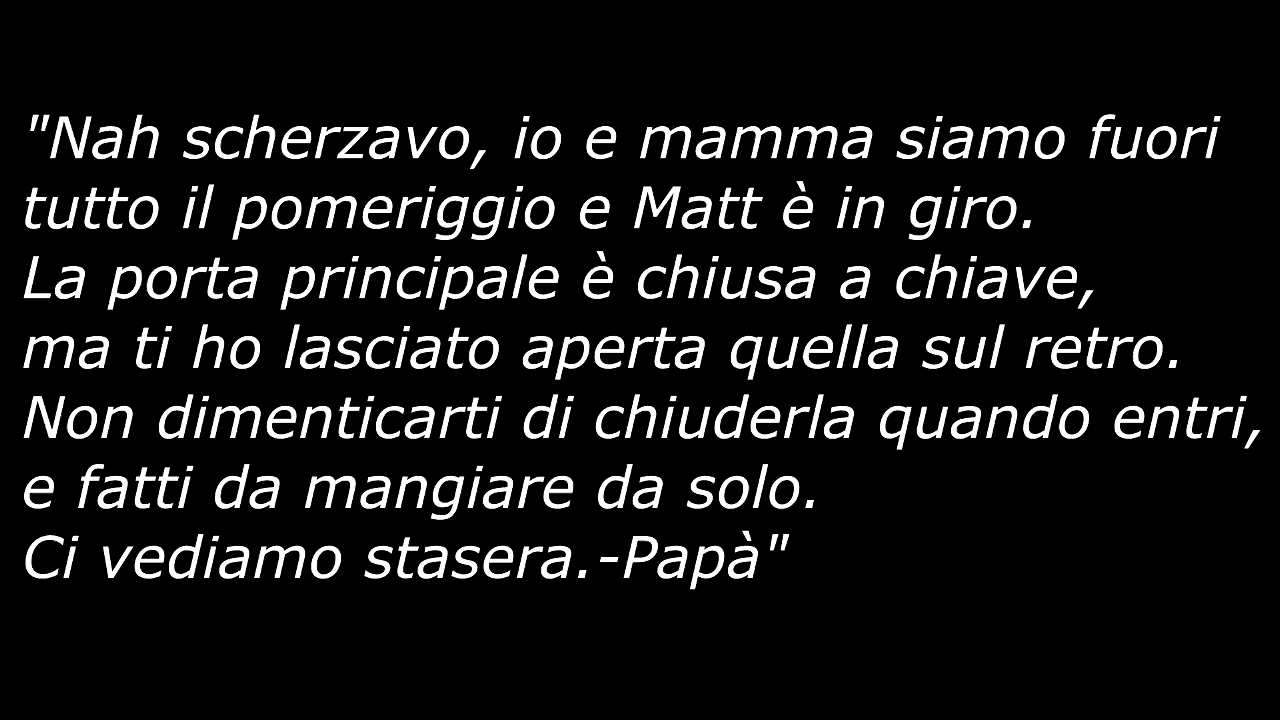 "Nah scherzavo, io e mamma siamo fuori
tutto il pomeriggio e Matt è in giro.
La porta principale è chiusa a chiave,
ma ti ho lasciato aperta quella sul retro.
Non dimenticarti di chiuderla quando entri,
e fatti da mangiare da solo.
Ci vediamo stasera.-Papà"